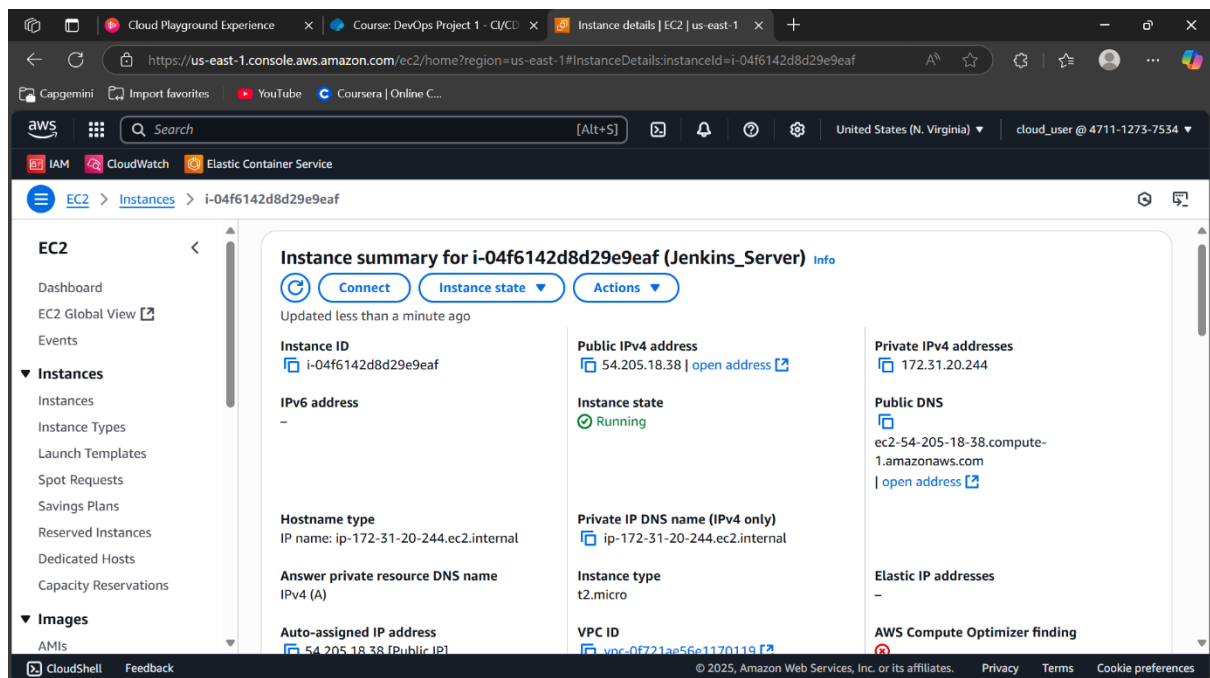 Cloud Playground Experience
Course: DevOps Project 1 - CI/CD
Instance details | EC2 | us-east-1
https://us-east-1.console.aws.amazon.com/ec2/home?region=us-east-1#InstanceDetails:instanceId=i-04f6142d8d29e9eaf
Capgemini Import favorites YouTube Coursera | Online C...
aws Search [Alt+S] United States (N. Virginia) ▼ cloud_user @ 4711-1273-7534 ▼
IAM CloudWatch Elastic Container Service
EC2 > Instances > i-04f6142d8d29e9eaf
EC2
Dashboard
EC2 Global View
Events
▼ Instances
Instances
Instance Types
Launch Templates
Spot Requests
Savings Plans
Reserved Instances
Dedicated Hosts
Capacity Reservations
▼ Images
AMIs
Instance summary for i-04f6142d8d29e9eaf (Jenkins_Server) Info
Connect Instance state ▼ Actions ▼
Updated less than a minute ago
Instance ID
i-04f6142d8d29e9eaf
Public IPv4 address
54.205.18.38 | open address
Private IPv4 addresses
172.31.20.244
IPv6 address
–
Instance state
Running
Public DNS
ec2-54-205-18-38.compute-
1.amazonaws.com
| open address
Hostname type
IP name: ip-172-31-20-244.ec2.internal
Private IP DNS name (IPv4 only)
ip-172-31-20-244.ec2.internal
Answer private resource DNS name
IPv4 (A)
Instance type
t2.micro
Elastic IP addresses
–
Auto-assigned IP address
54.205.18.38 [Public IP]
VPC ID
vpc-0f721ae56e1170119
AWS Compute Optimizer finding
CloudShell Feedback © 2025, Amazon Web Services, Inc. or its affiliates. Privacy Terms Cookie preferences